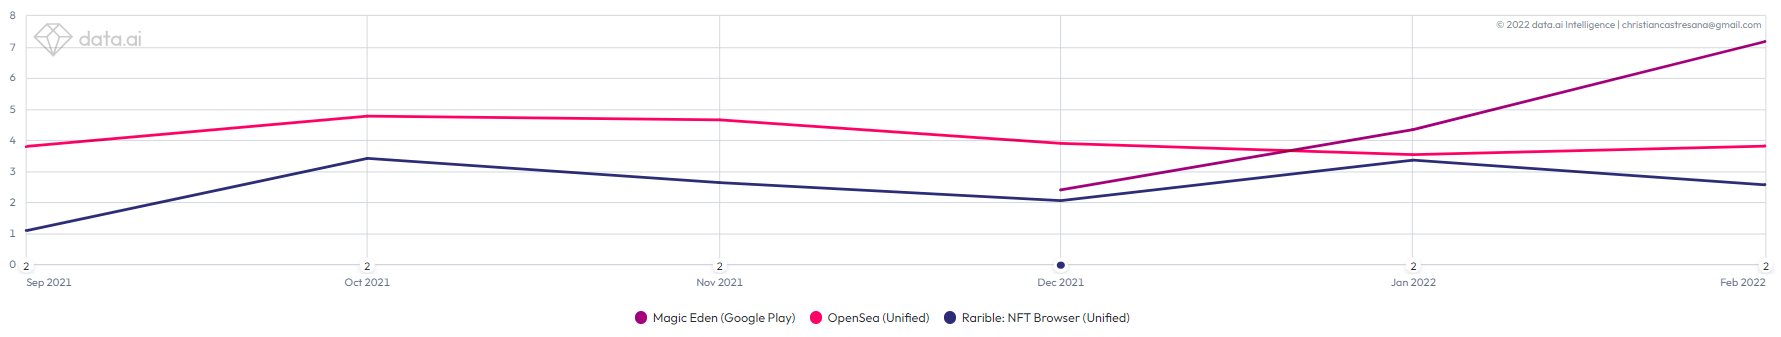 8
© 2022 data.ai Intelligence | christiancastresana@gmail.com
data.ai
7
6
5
4
3
2
1
0
2 2 2 2 2
Sep 2021 Oct 2021 Nov 2021 Dec 2021 Jan 2022 Feb 2022
Magic Eden (Google Play) OpenSea (Unified) Rarible: NFT Browser (Unified)